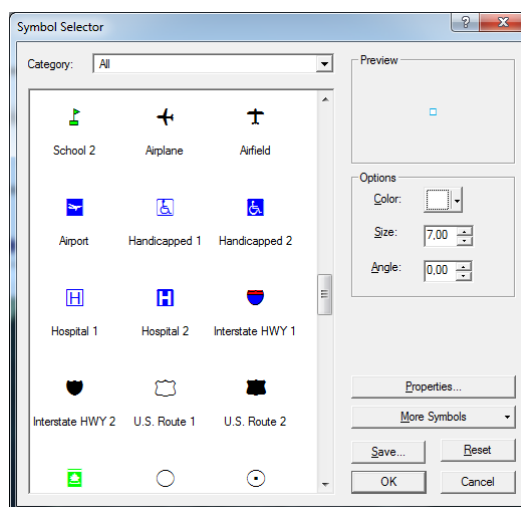 Symbol Selector
Category: All
School 2 Airplane Airfield
Airport Handicapped 1 Handicapped 2
H H
Hospital 1 Hospital 2 Interstate HWY 1
Interstate HWY 2 U.S. Route 1 U.S. Route 2
Preview
Options
Color:
Size: 7,00
Angle: 0,00
Properties...
More Symbols
Save... Reset
OK Cancel